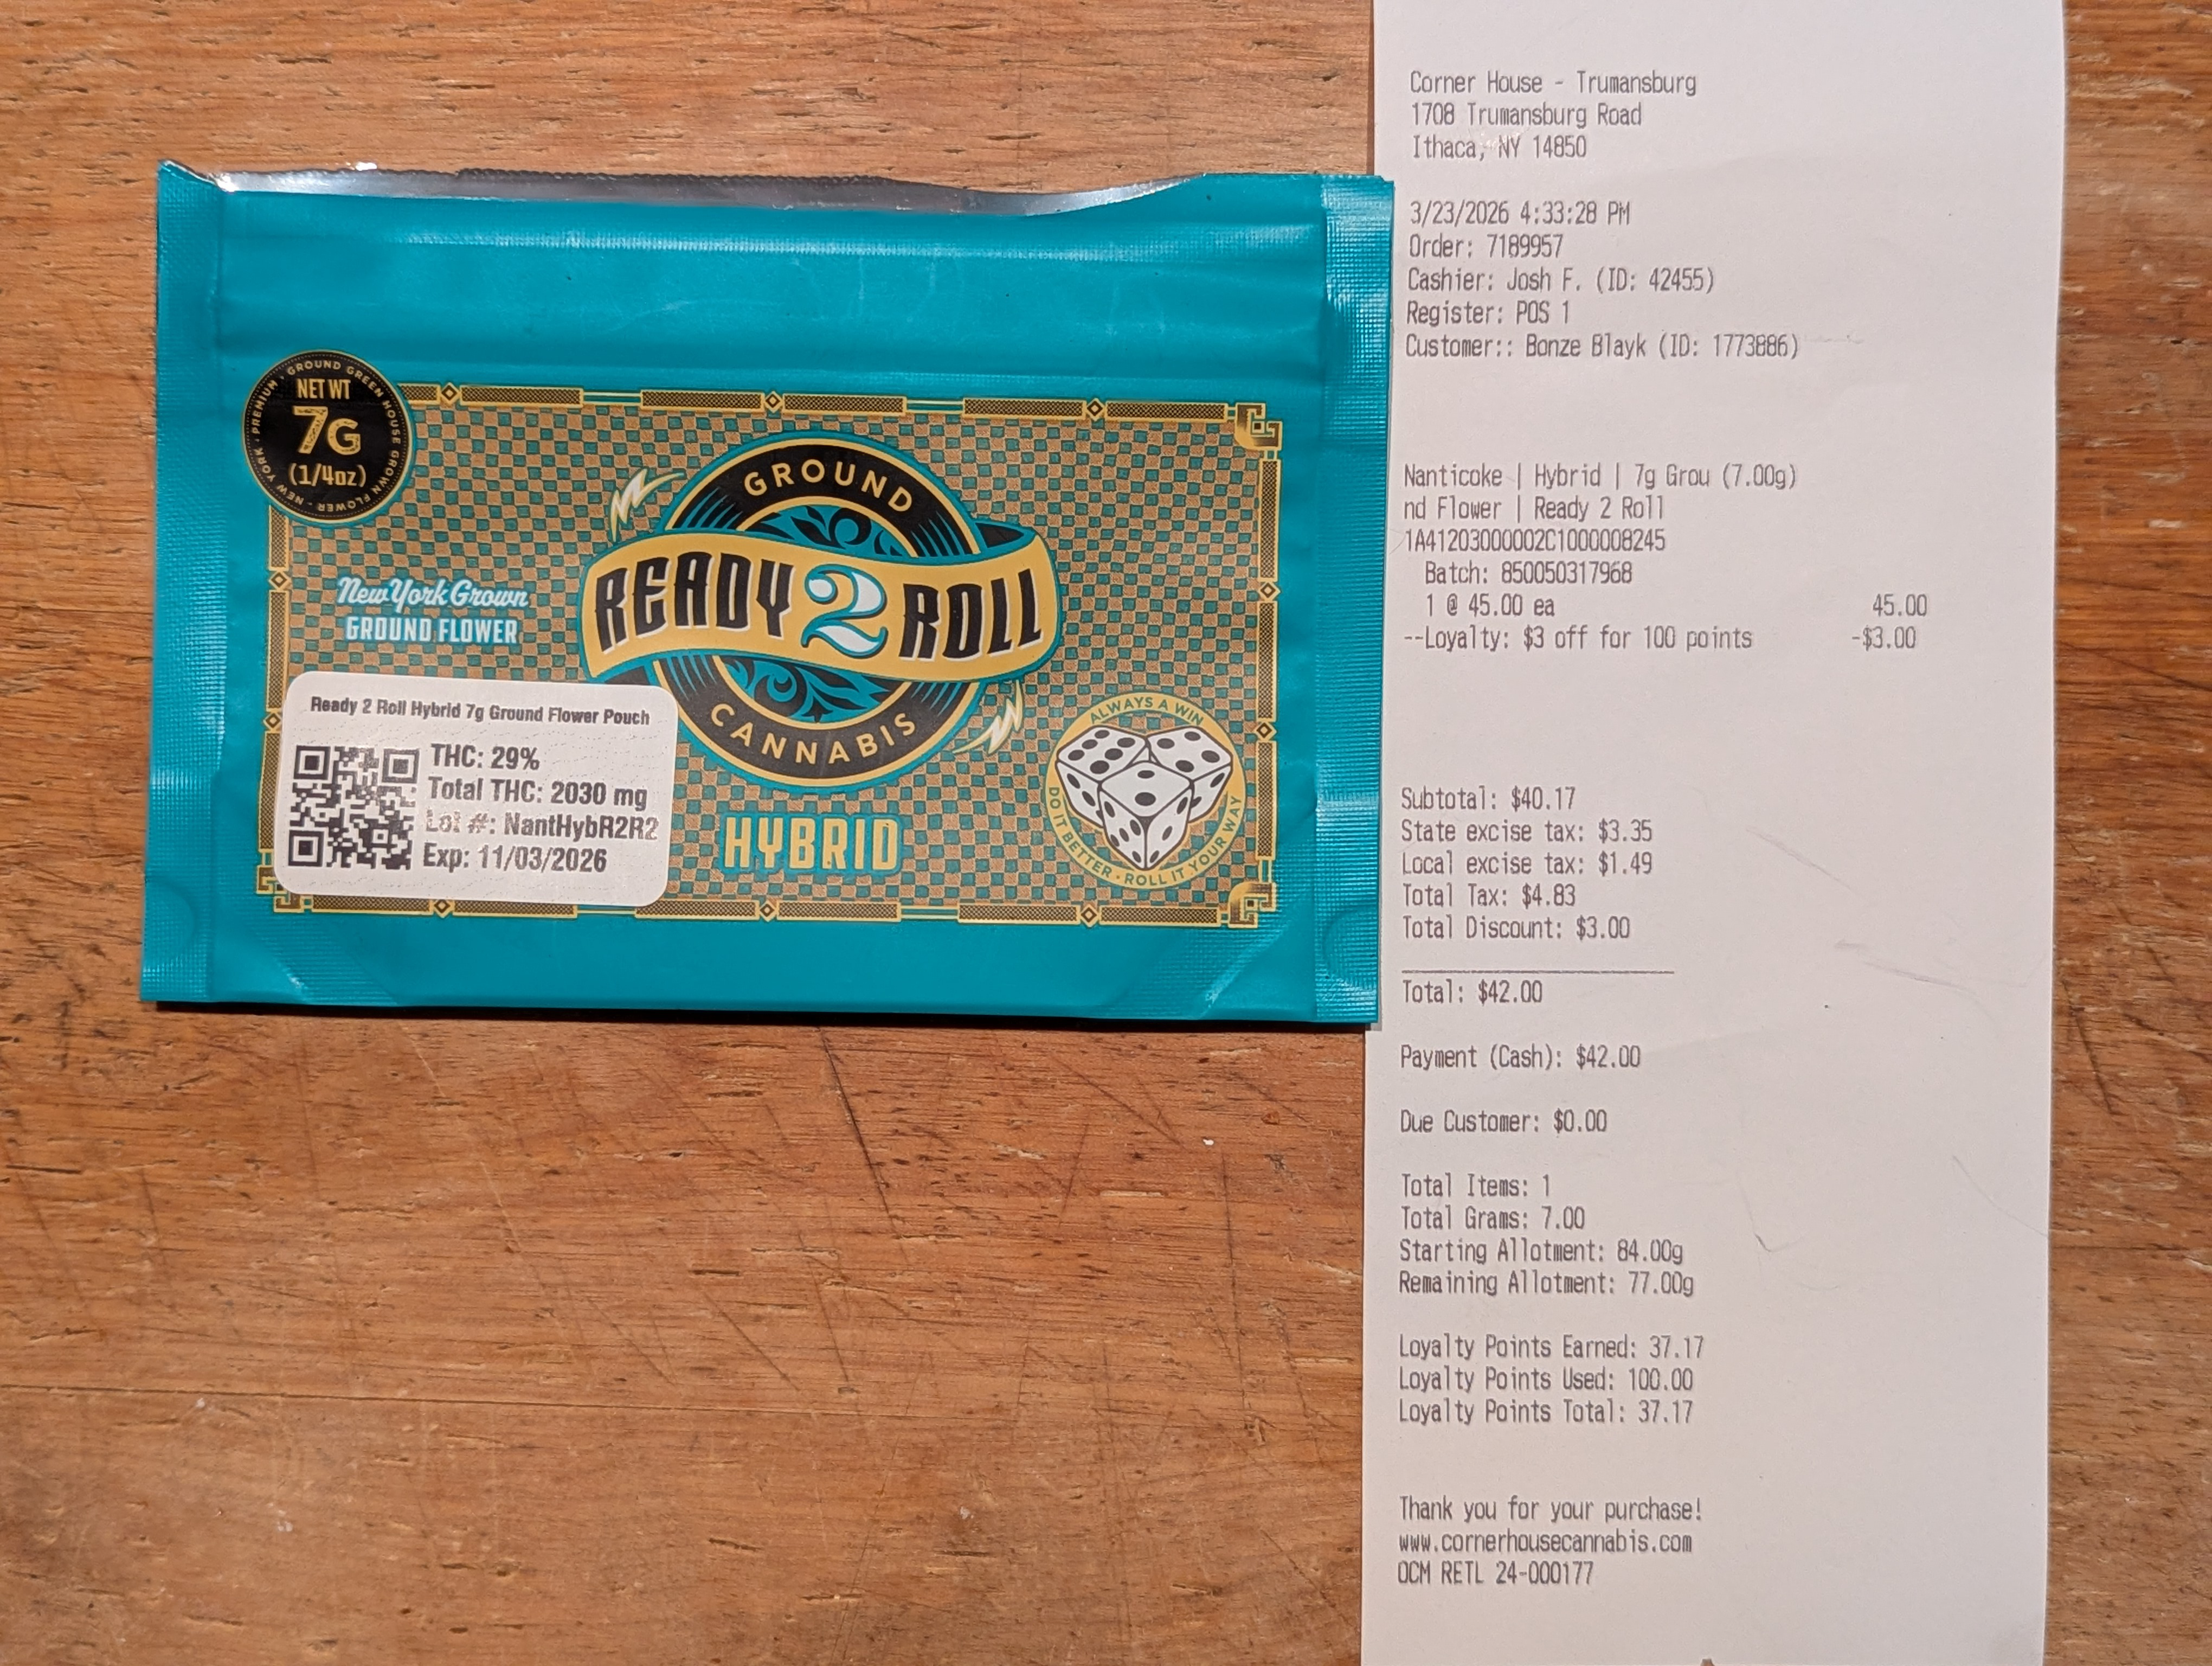 NET WT
7G
(1/4oz)
PREMIUM · GROUND GREEN HOUSE GROWN FLOWER · NEW YORK ·
GROUND
READY 2 ROLL
CANNABIS
New York Grown
GROUND FLOWER
Ready 2 Roll Hybrid 7g Ground Flower Pouch
THC: 29%
Total THC: 2030 mg
Lot #: NantHybR2R2
Exp: 11/03/2026
HYBRID
ALWAYS A WIN
DO IT BETTER · ROLL IT YOUR WAY
Corner House - Trumansburg
1708 Trumansburg Road
Ithaca, NY 14850
3/23/2026 4:33:28 PM
Order: 7189957
Cashier: Josh F. (ID: 42455)
Register: POS 1
Customer:: Bonze Blayk (ID: 1773886)
Nanticoke | Hybrid | 7g Grou (7.00g)
nd Flower | Ready 2 Roll
1A41203000002C1000008245
Batch: 850050317968
1 @ 45.00 ea 45.00
--Loyalty: $3 off for 100 points -$3.00
Subtotal: $40.17
State excise tax: $3.35
Local excise tax: $1.49
Total Tax: $4.83
Total Discount: $3.00
Total: $42.00
Payment (Cash): $42.00
Due Customer: $0.00
Total Items: 1
Total Grams: 7.00
Starting Allotment: 84.00g
Remaining Allotment: 77.00g
Loyalty Points Earned: 37.17
Loyalty Points Used: 100.00
Loyalty Points Total: 37.17
Thank you for your purchase!
www.cornerhousecannabis.com
OCM RETL 24-000177